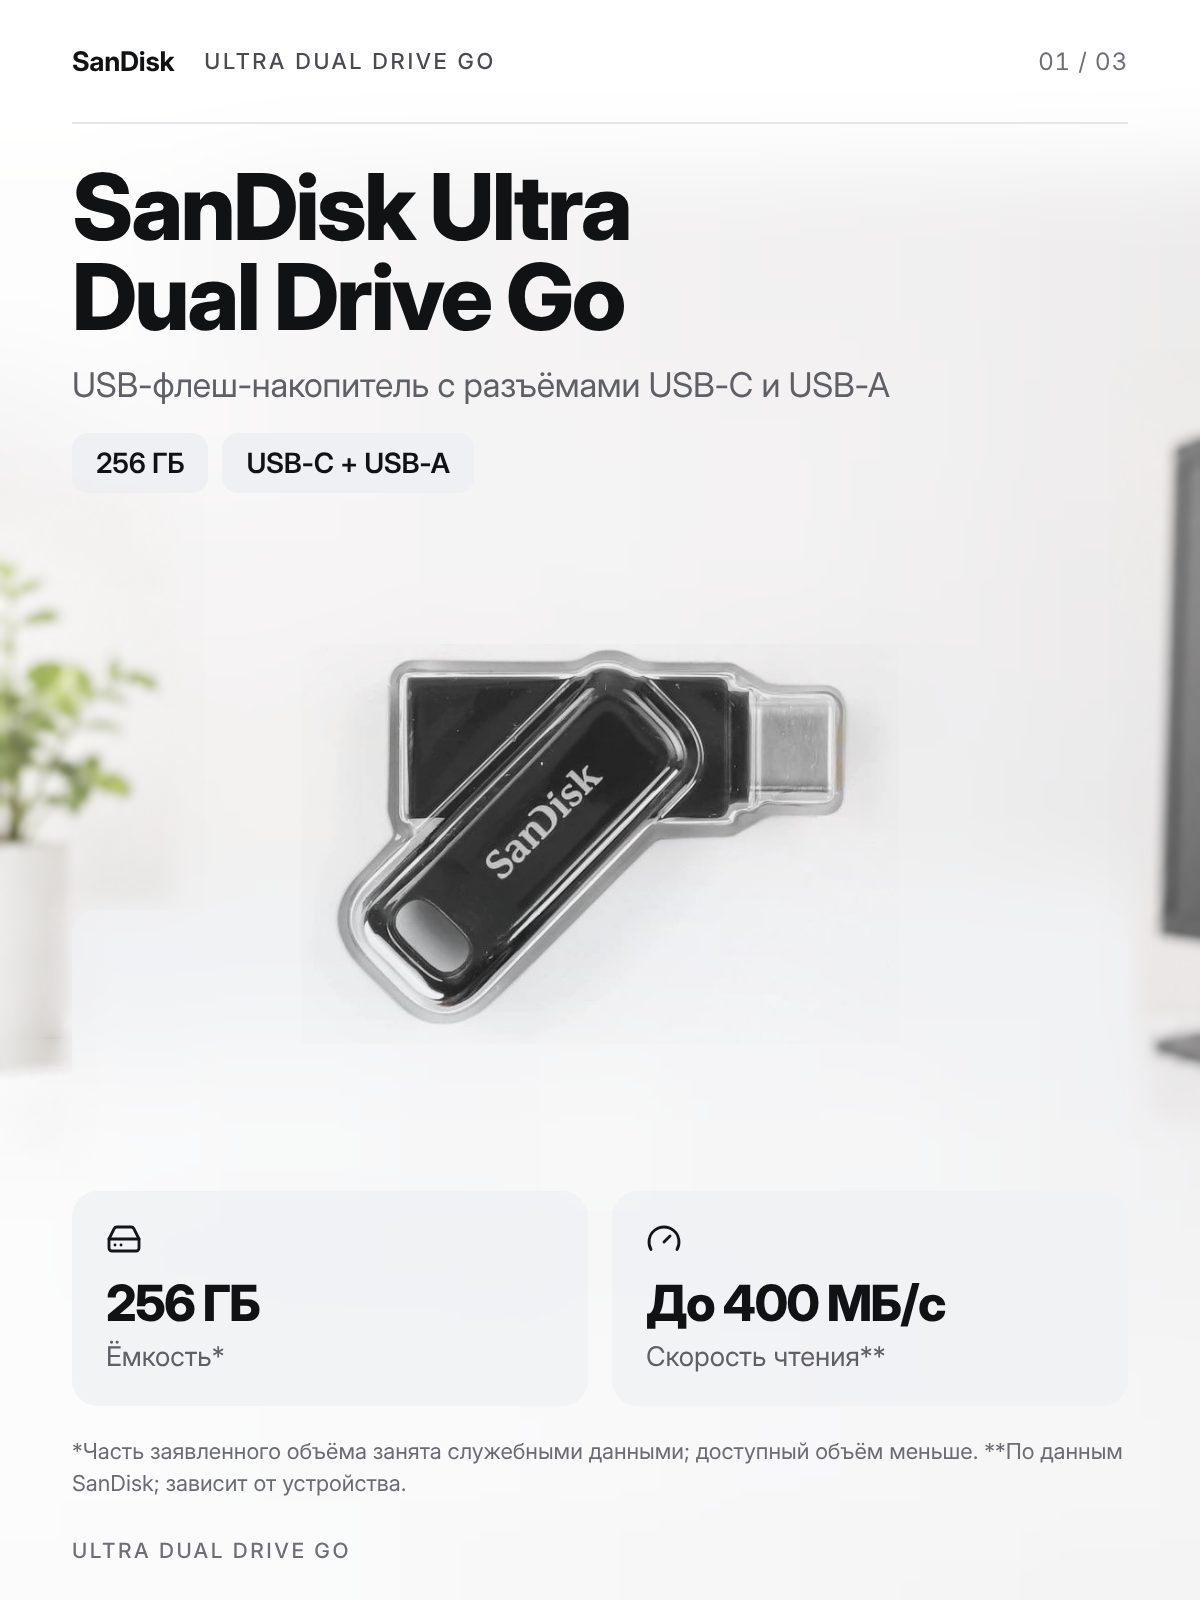 SanDisk ULTRA DUAL DRIVE GO 01 / 03
SanDisk Ultra
Dual Drive Go
USB-флеш-накопитель с разъёмами USB-C и USB-A
256 ГБ USB-C + USB-A
SanDisk
256 ГБ До 400 МБ/с
Ёмкость* Скорость чтения**
*Часть заявленного объёма занята служебными данными; доступный объём меньше. **По данным
SanDisk; зависит от устройства.
ULTRA DUAL DRIVE GO